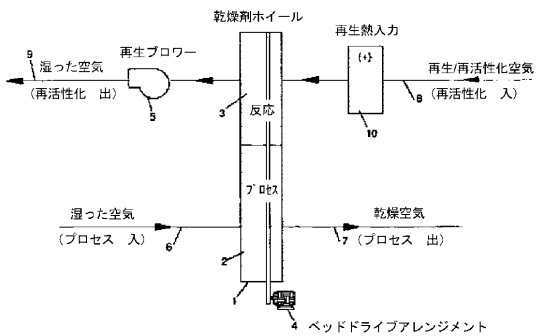 乾燥剤ホイール
再生熱入力
9
湿った空気
再生ブロワー
(+)
再生/再活性化空気
(再活性化 出)
5
3
反応
10
8
(再活性化 入)
プロセス
湿った空気
乾燥空気
(プロセス 入)
6
7
(プロセス 出)
2
1
4
ベッドドライブアレンジメント